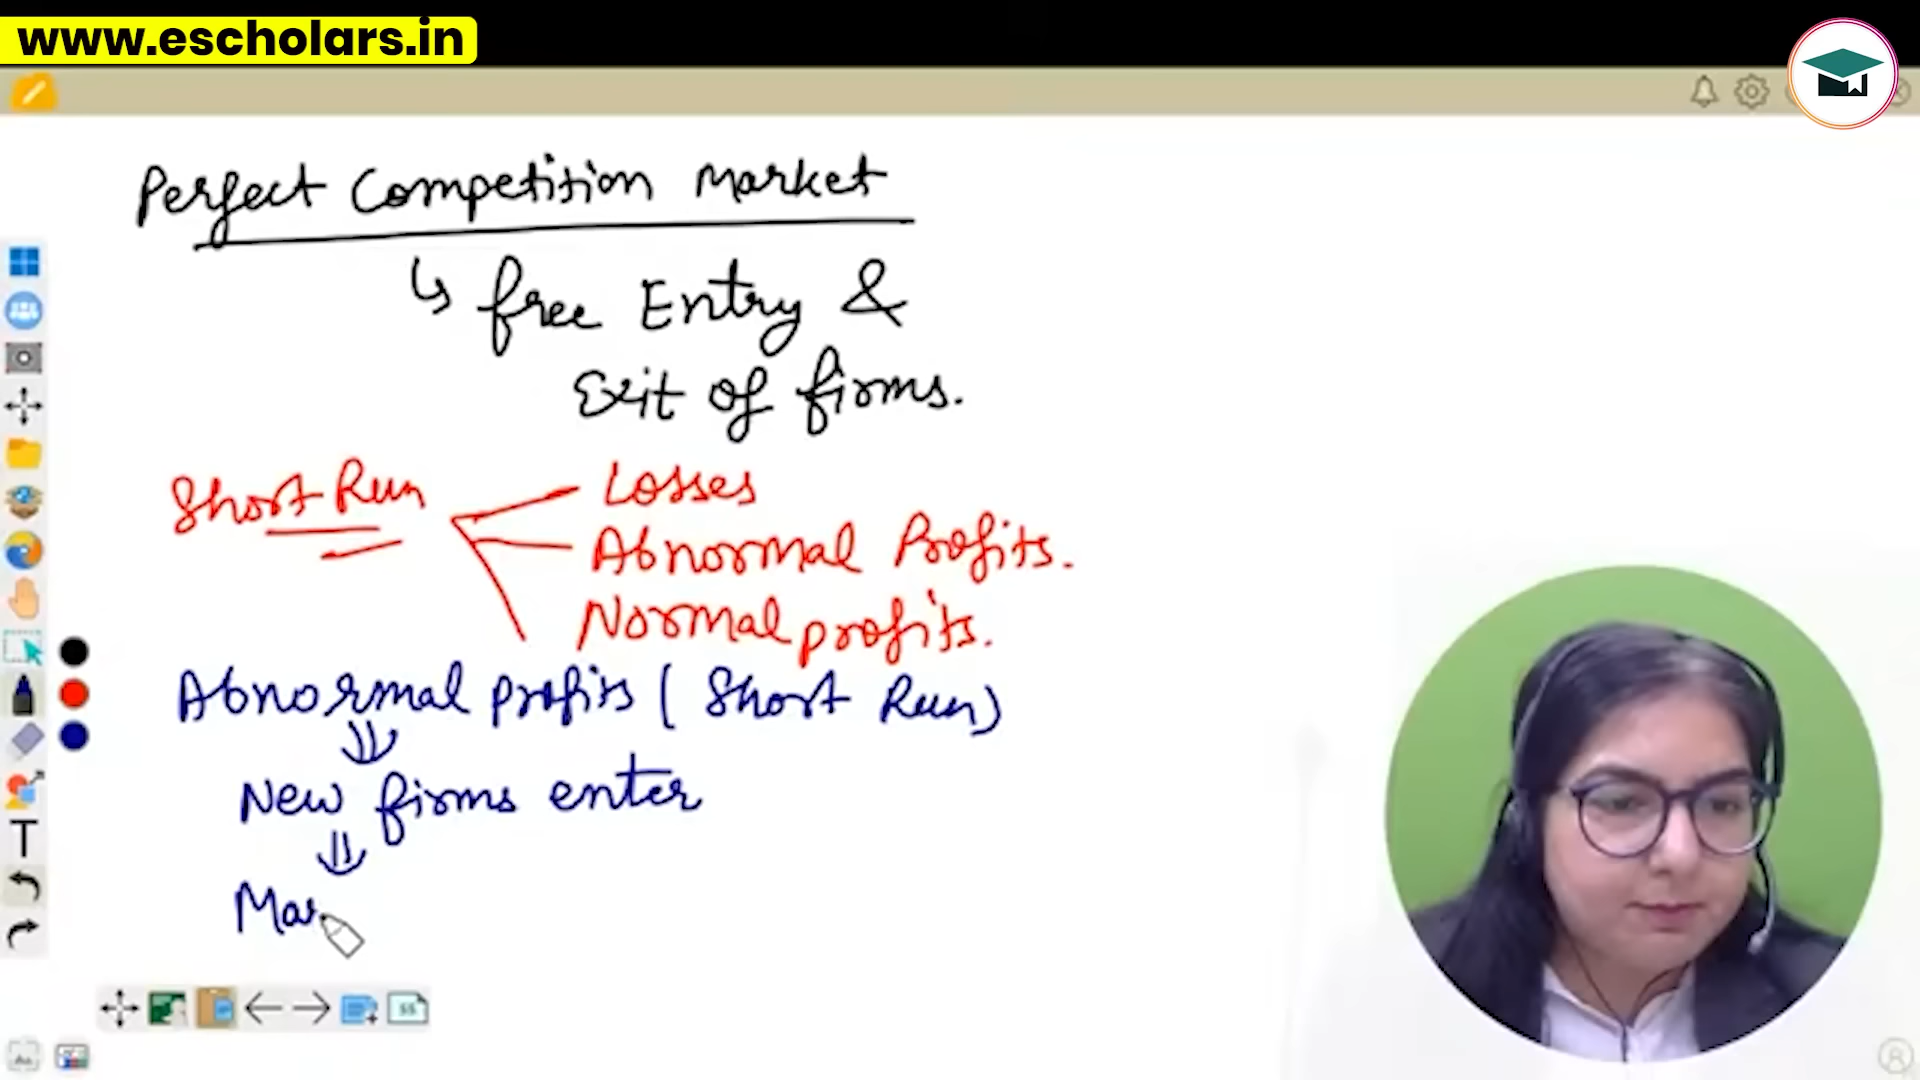 www.escholars.in
Perfect Competition Market
↳ free Entry &
Exit of firms.
Short Run
Losses
Abnormal Profits.
Normal profits.
Abnormal profits (Short Run)
New firms enter
Mar
T